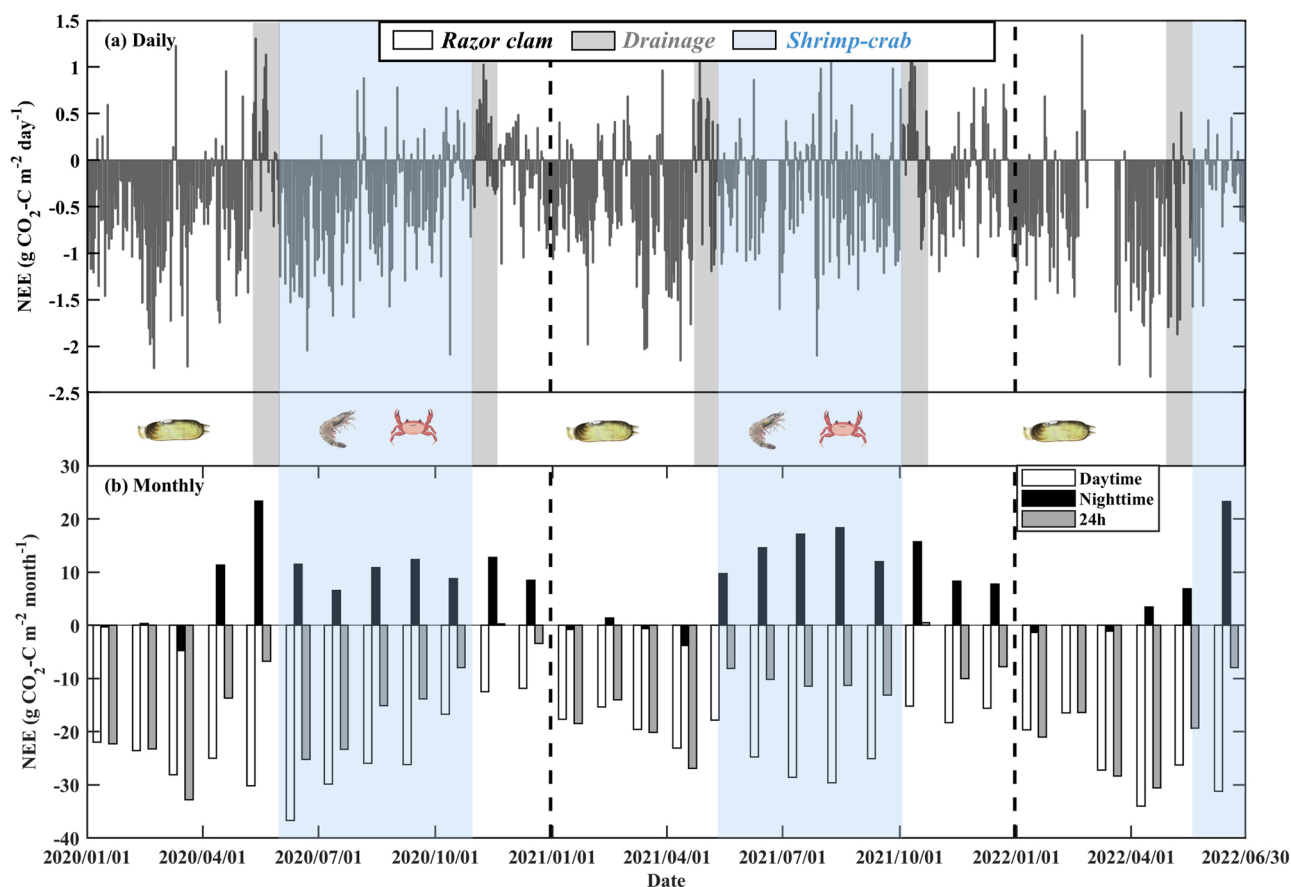 (a) Daily
Razor clam
Drainage
Shrimp-crab
NEE (g CO₂-C m⁻² day⁻¹)
1.5
1
0.5
0
-0.5
-1
-1.5
-2
-2.5
(b) Monthly
Daytime
Nighttime
24h
NEE (g CO₂-C m⁻² month⁻¹)
30
20
10
0
-10
-20
-30
-40
2020/01/01 2020/04/01 2020/07/01 2020/10/01 2021/01/01 2021/04/01 2021/07/01 2021/10/01 2022/01/01 2022/04/01 2022/06/30
Date